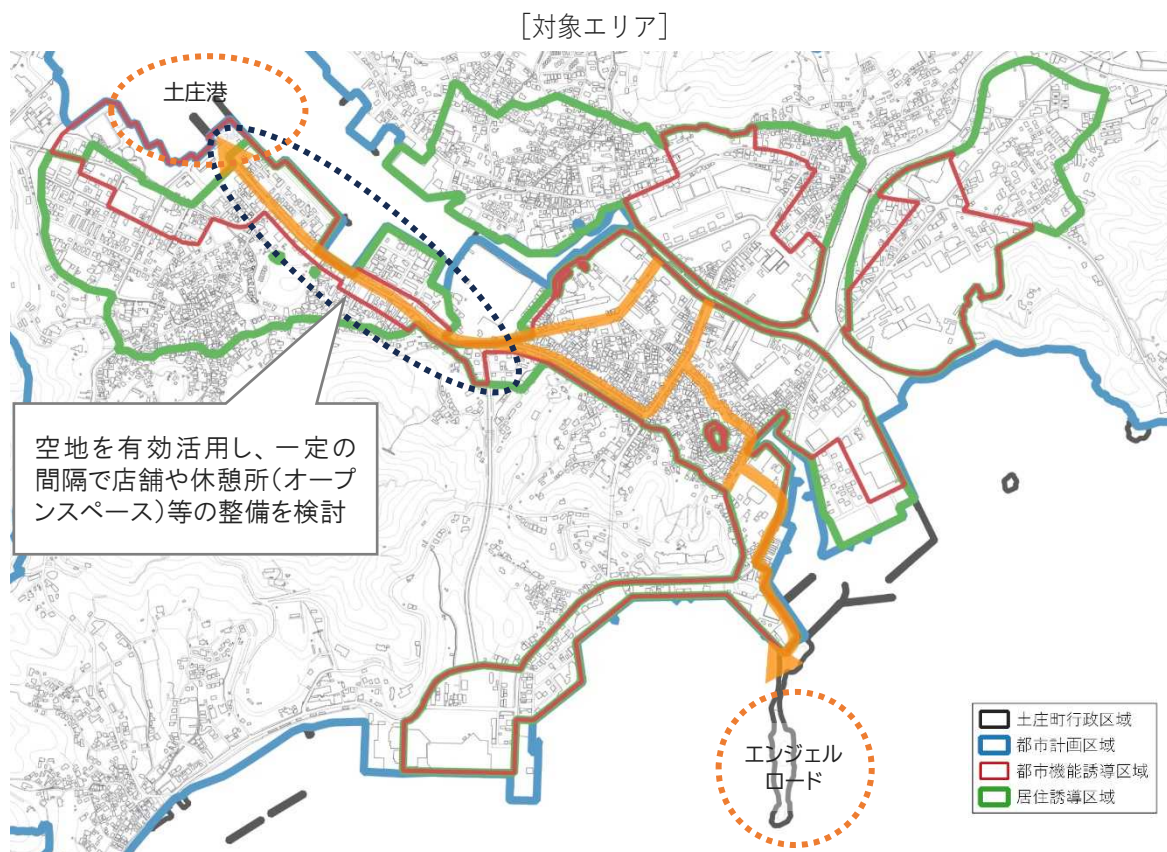 [対象エリア]
土庄港
空地を有効活用し、一定の
間隔で店舗や休憩所(オープ
ンスペース)等の整備を検討
エンジェル
ロード
土庄町行政区域
都市計画区域
都市機能誘導区域
居住誘導区域